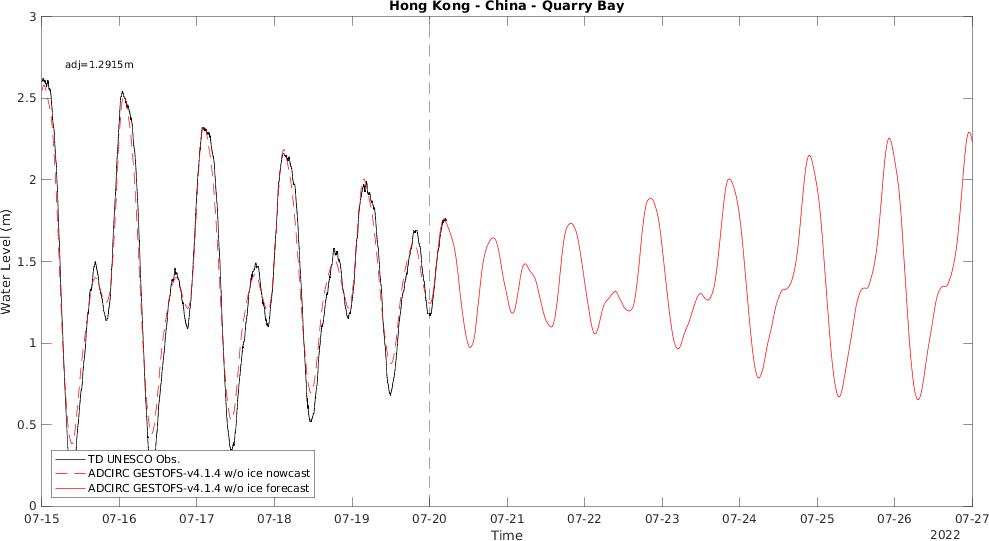 Hong Kong - China - Quarry Bay
adj=1.2915m
Water Level (m)
3
2.5
2
1.5
1
0.5
0
TD UNESCO Obs.
ADCIRC GESTOFS-v4.1.4 w/o ice nowcast
ADCIRC GESTOFS-v4.1.4 w/o ice forecast
07-15 07-16 07-17 07-18 07-19 07-20 07-21 07-22 07-23 07-24 07-25 07-26 07-27
Time
2022